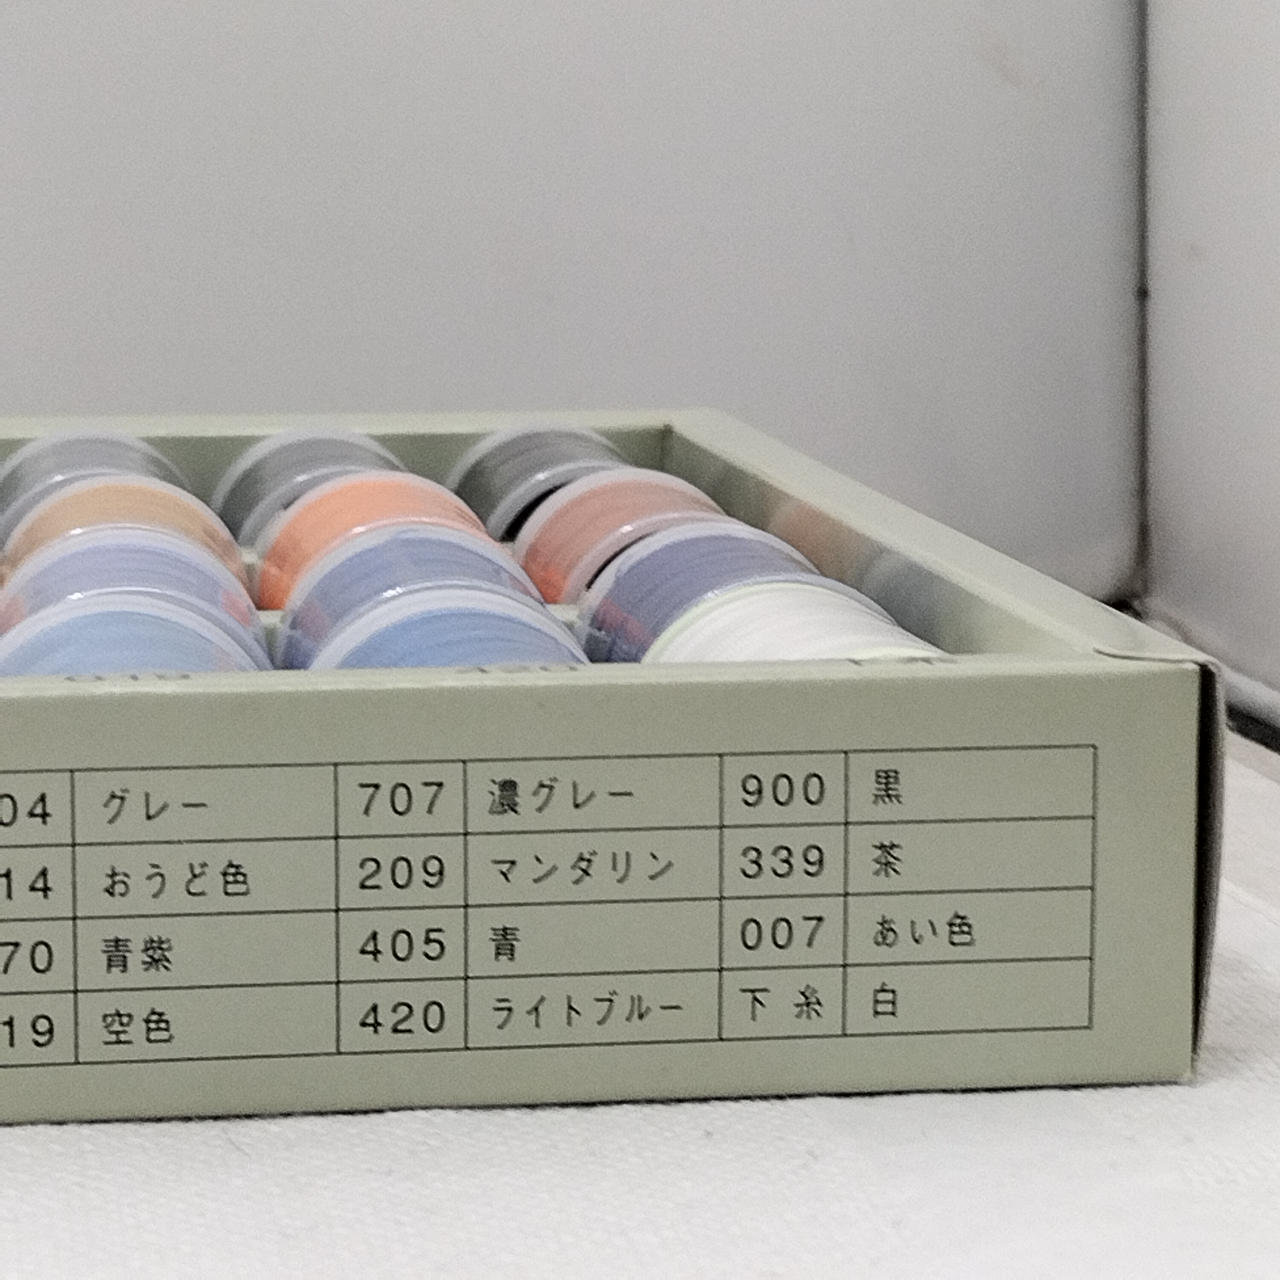 04 グレー 707 濃グレー 900 黒
14 おうど色 209 マンダリン 339 茶
70 青紫 405 青 007 あい色
19 空色 420 ライトブルー 下糸 白